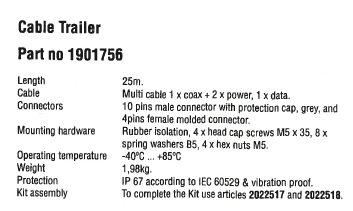 Cable Trailer
Part no 1901756
Length 25m.
Cable Multi cable 1 x coax + 2 x power, 1 x data.
Connectors 10 pins male connector with protection cap, grey, and
4pins female molded connector.
Mounting hardware Rubber isolation, 4 x head cap screws M5 x 35, 8 x
spring washers B5, 4 x hex nuts M5.
Operating temperature -40ºC ... +85ºC
Weight 1,98kg.
Protection IP 67 according to IEC 60529 & vibration proof.
Kit assembly To complete the Kit use articles 2022517 and 2022518.